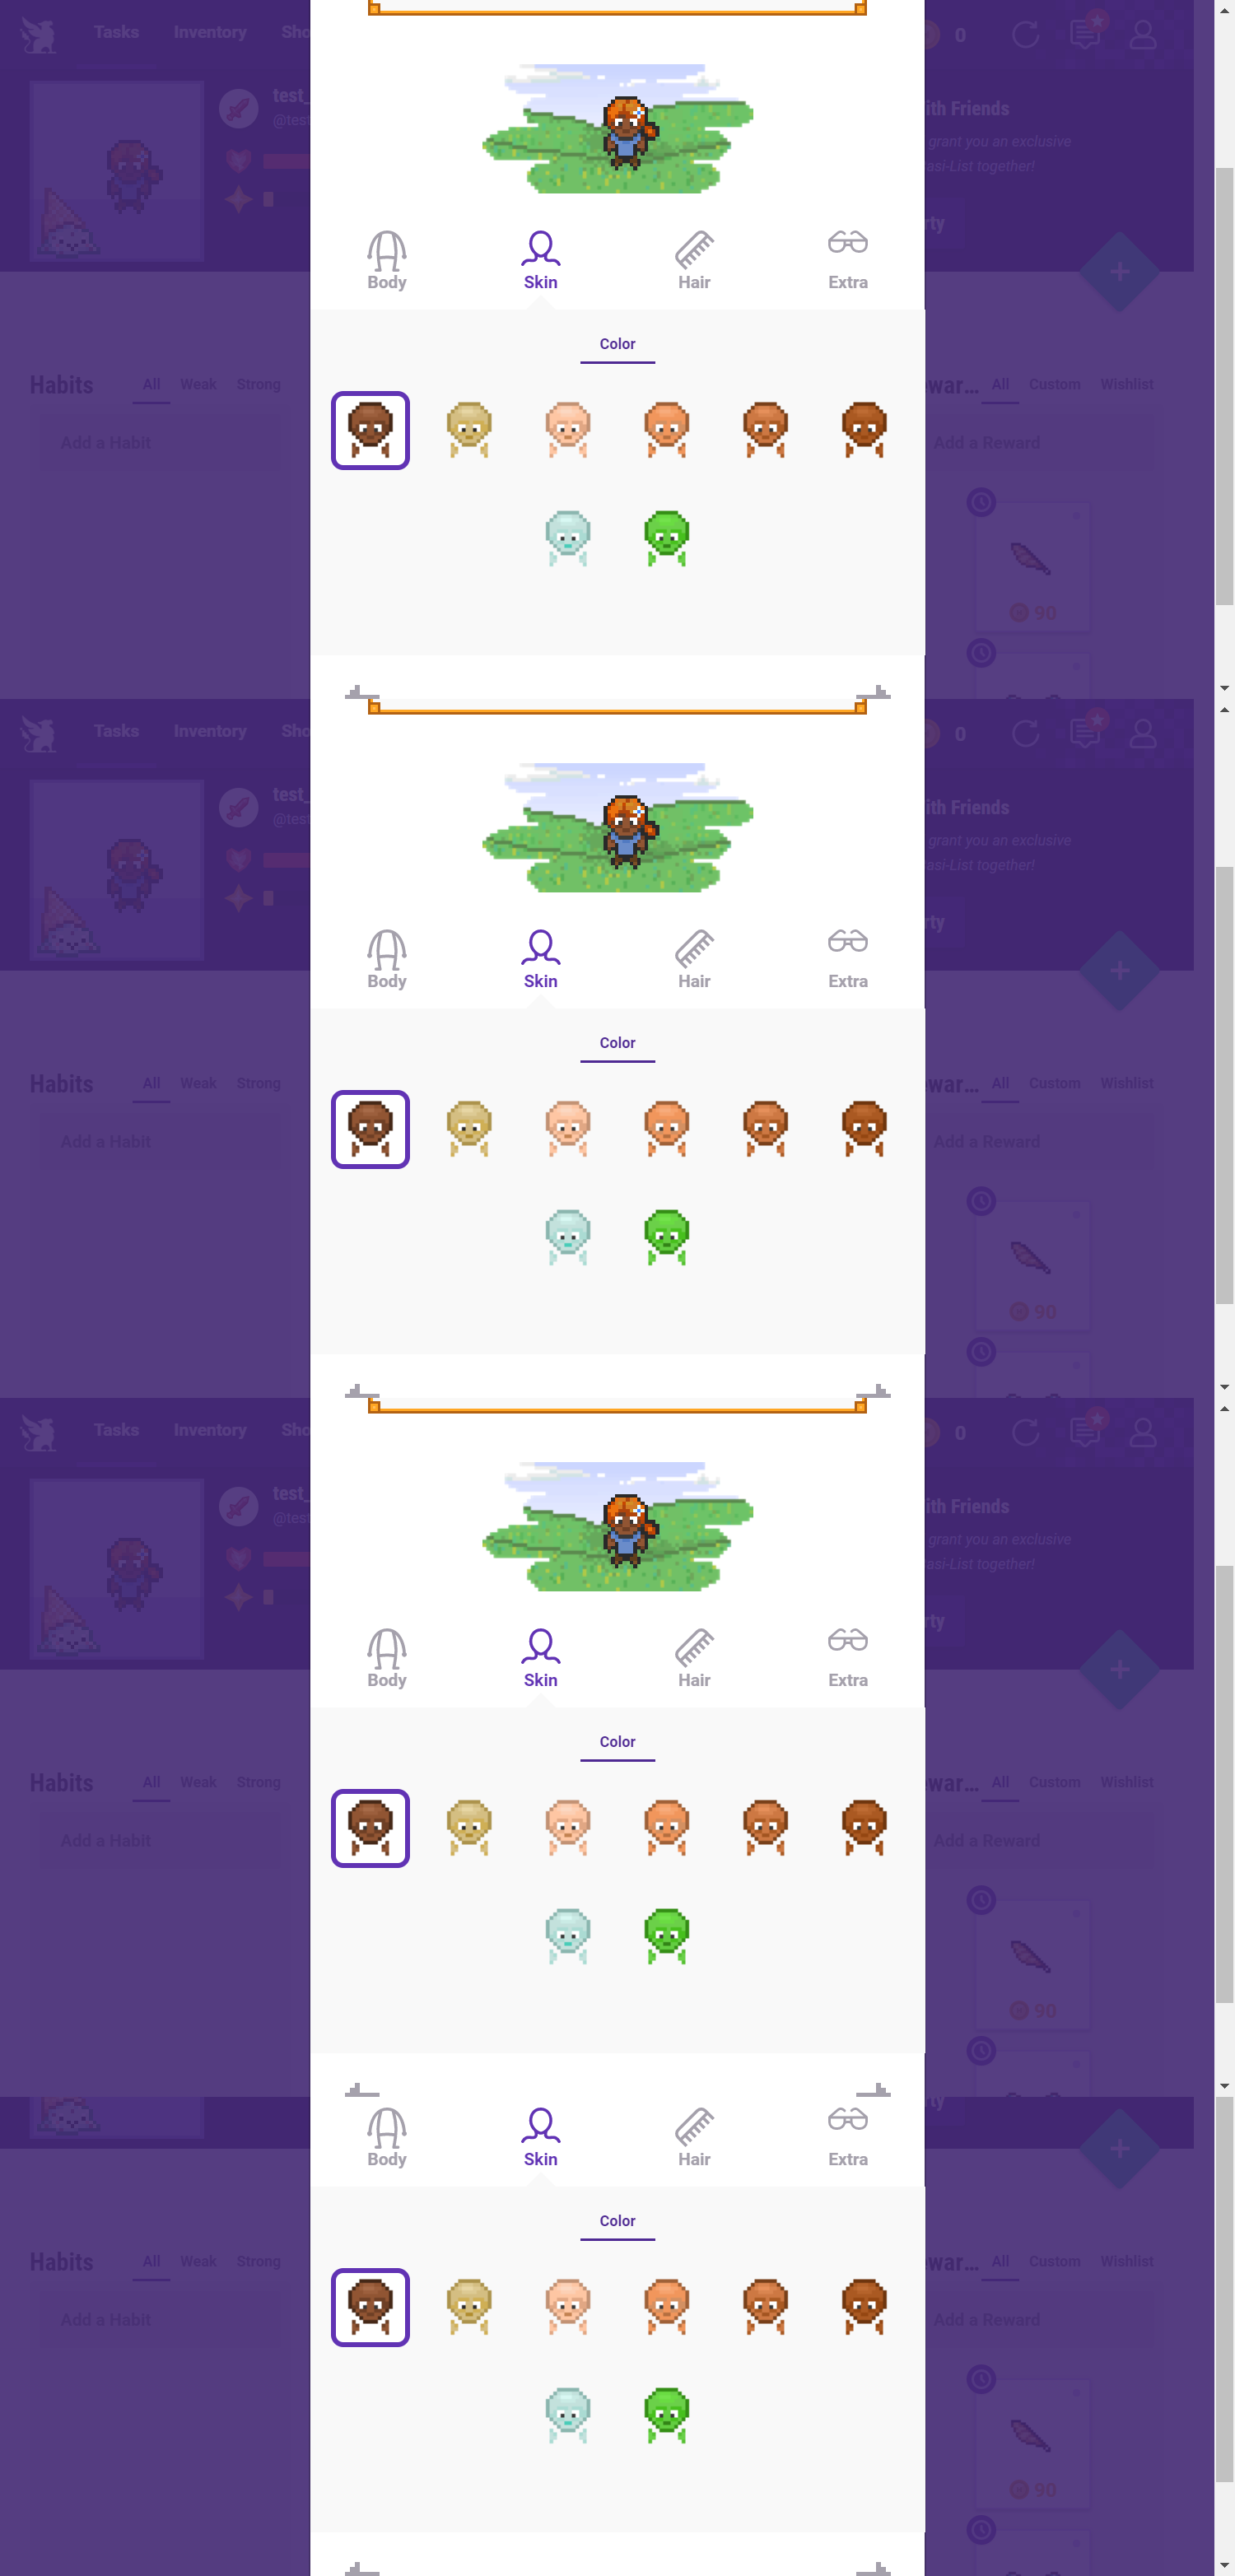 Tasks Inventory Sho 0
test_
@test
ith Friends
grant you an exclusive
asi-List together!
rty
Body Skin Hair Extra
Color
Habits All Weak Strong
ewar... All Custom Wishlist
Add a Habit
Add a Reward
90
Tasks Inventory Sho 0
test_
@test
ith Friends
grant you an exclusive
asi-List together!
rty
Body Skin Hair Extra
Color
Habits All Weak Strong
ewar... All Custom Wishlist
Add a Habit
Add a Reward
90
Tasks Inventory Sho 0
test_
@test
ith Friends
grant you an exclusive
asi-List together!
rty
Body Skin Hair Extra
Color
Habits All Weak Strong
ewar... All Custom Wishlist
Add a Habit
Add a Reward
90
Body Skin Hair Extra
Color
Habits All Weak Strong
ewar... All Custom Wishlist
Add a Habit
Add a Reward
90